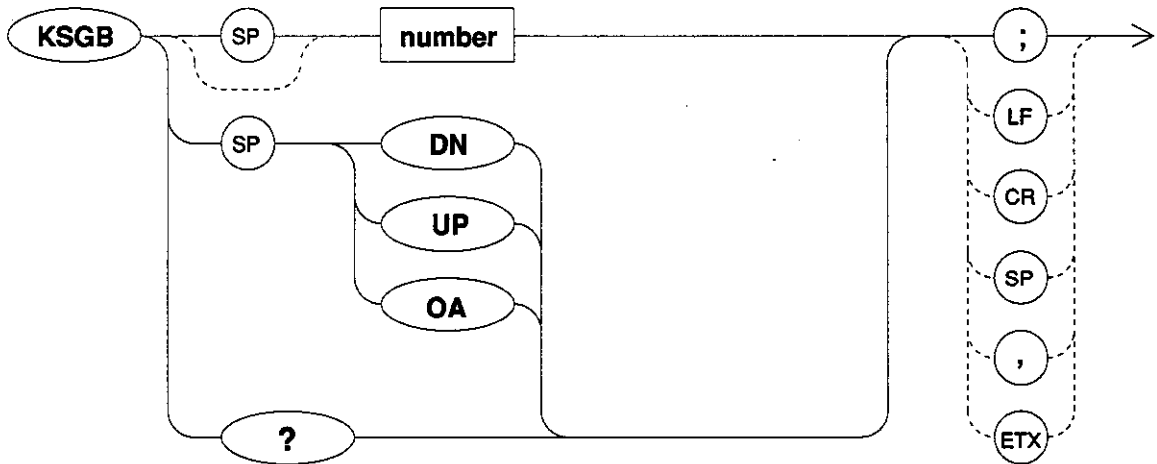 KSGB SP number ;
LF
SP DN
CR
UP
SP
OA
,
? ETX